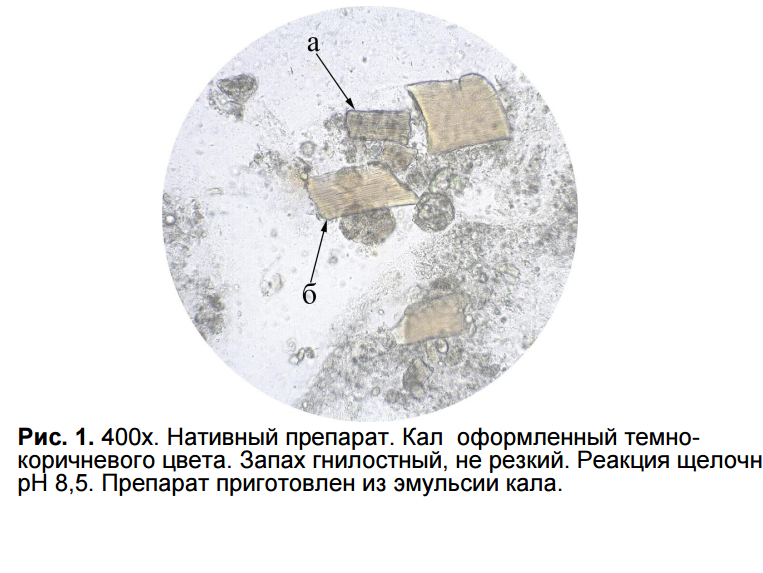 а
б
Рис. 1. 400х. Нативный препарат. Кал оформленный темно-
коричневого цвета. Запах гнилостный, не резкий. Реакция щелочн
рН 8,5. Препарат приготовлен из эмульсии кала.